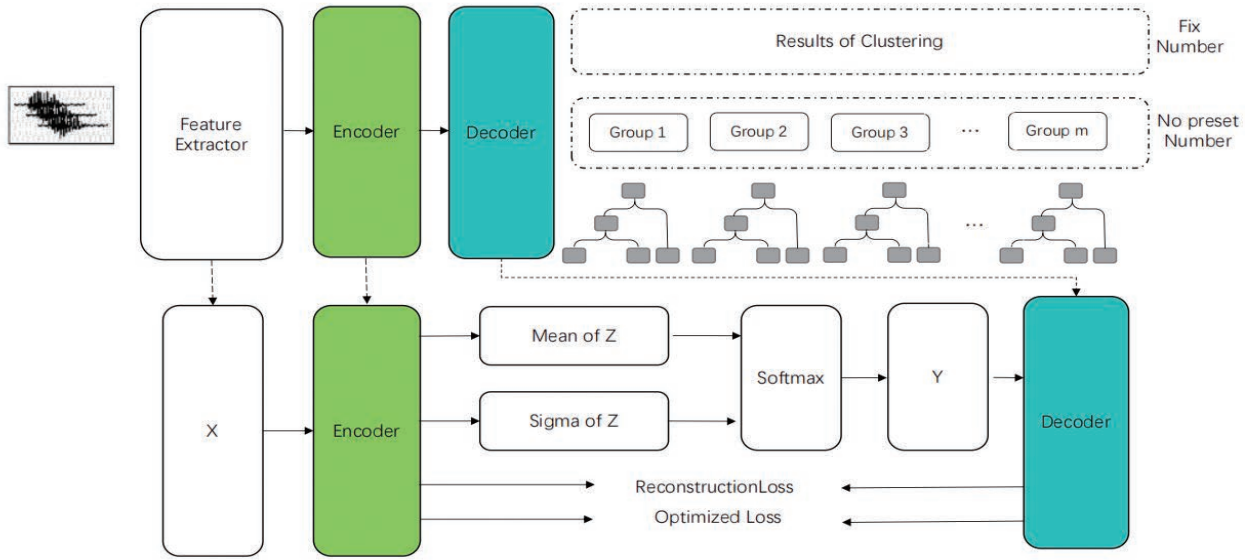 Results of Clustering
Fix
Number
Feature
Extractor
Encoder
Decoder
Group 1
Group 2
Group 3
...
Group m
No preset
Number
...
X
Encoder
Mean of Z
Sigma of Z
Softmax
Y
Decoder
ReconstructionLoss
Optimized Loss